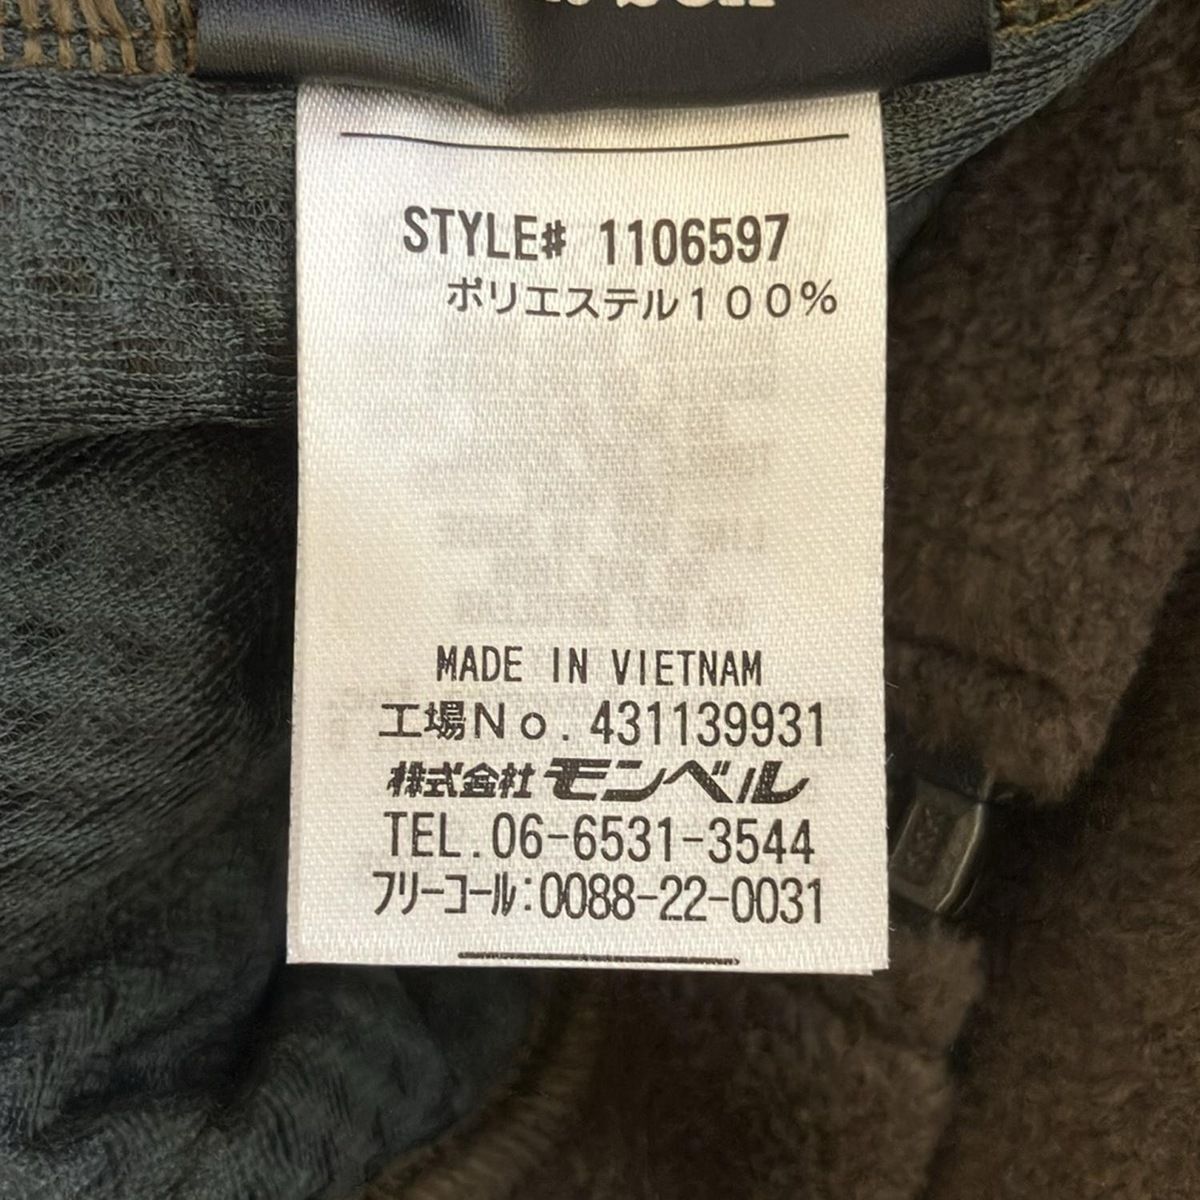 STYLE# 1106597
ポリエステル100%
MADE IN VIETNAM
工場No. 431139931
株式会社モンベル
TEL. 06-6531-3544
フリーコール:0088-22-0031